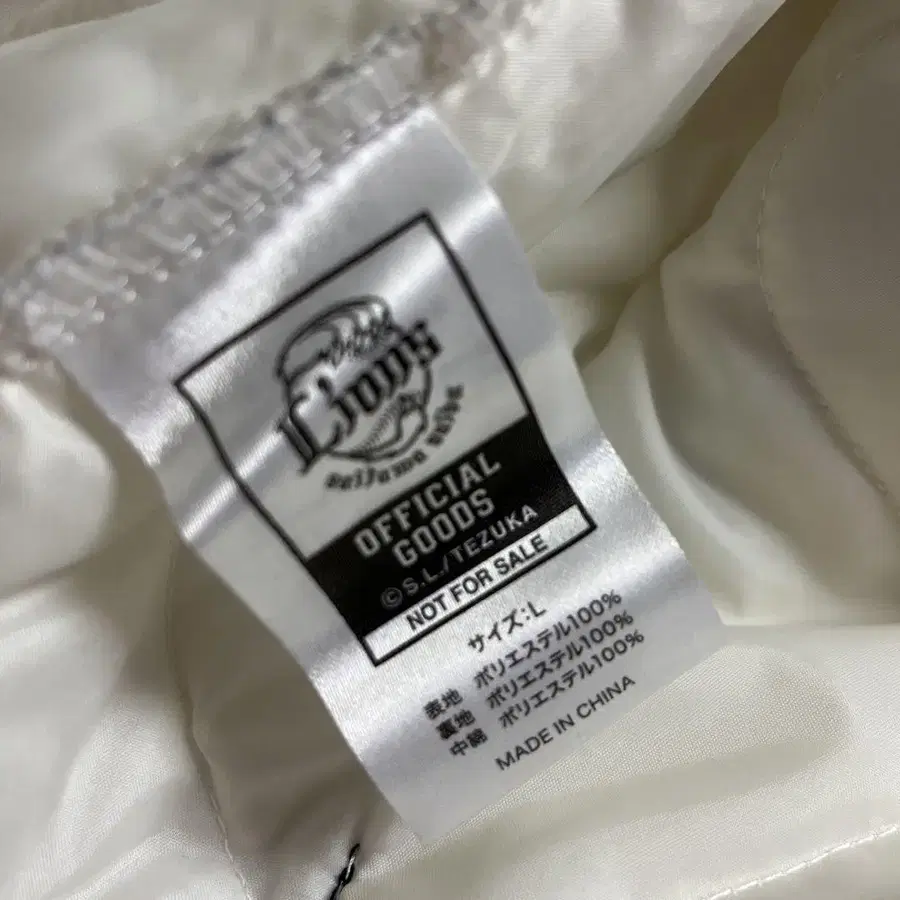 Lions
saitama seibu
OFFICIAL
GOODS
©S.L./TEZUKA
NOT FOR SALE
サイズ:L
表地 ポリエステル100%
裏地 ポリエステル100%
中綿 ポリエステル100%
MADE IN CHINA